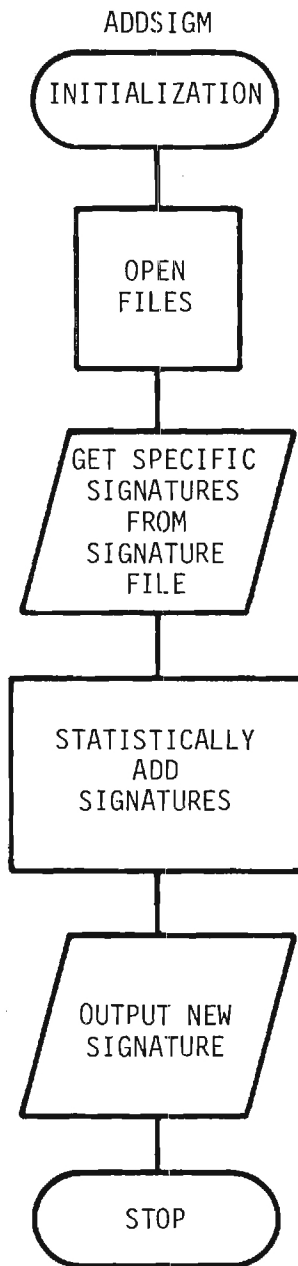 ADDSIGM
INITIALIZATION
OPEN
FILES
GET SPECIFIC
SIGNATURES
FROM
SIGNATURE
FILE
STATISTICALLY
ADD
SIGNATURES
OUTPUT NEW
SIGNATURE
STOP